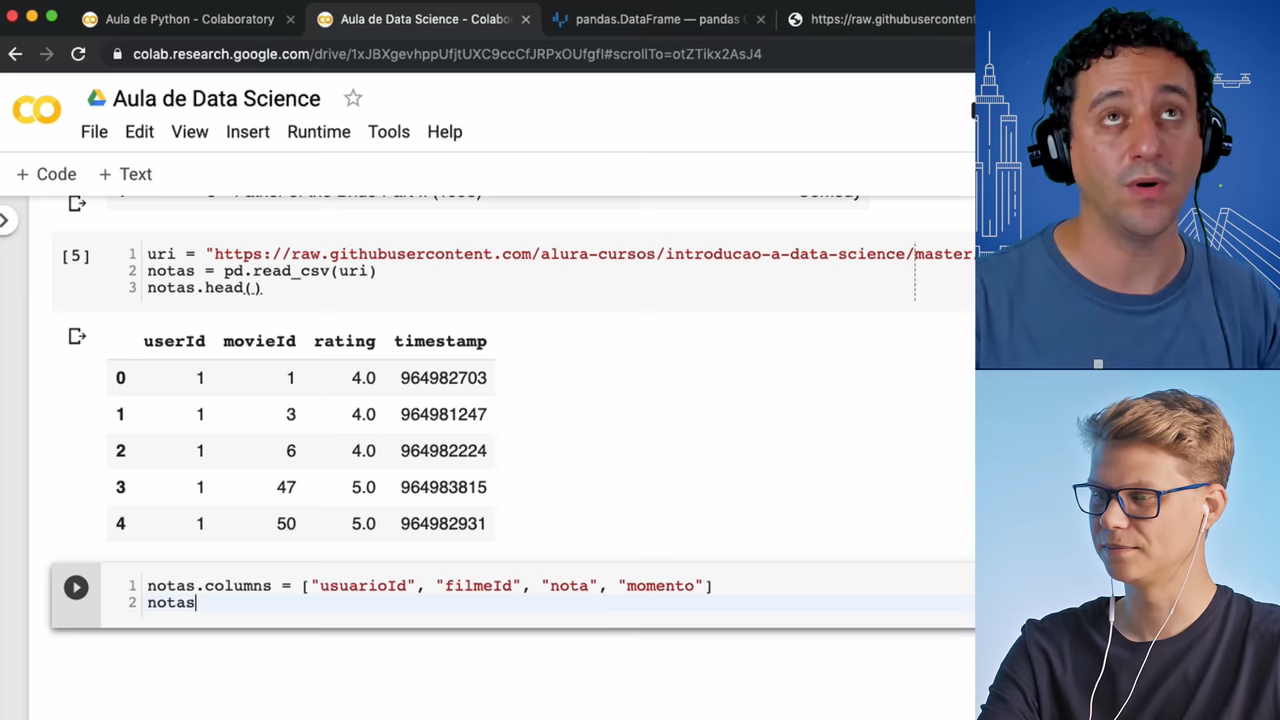 Aula de Python - Colaboratory
Aula de Data Science - Colabo
pandas.DataFrame — pandas
https://raw.githubusercontent
colab.research.google.com/drive/1xJBXgevhppUfjtUXC9ccCfJRPxOUfgfl#scrollTo=otZTikx2AsJ4
CO
Aula de Data Science
File Edit View Insert Runtime Tools Help
+ Code + Text
[5]
1 uri = "https://raw.githubusercontent.com/alura-cursos/introducao-a-data-science/master/
2 notas = pd.read_csv(uri)
3 notas.head()
userId movieId rating timestamp
0 1 1 4.0 964982703
1 1 3 4.0 964981247
2 1 6 4.0 964982224
3 1 47 5.0 964983815
4 1 50 5.0 964982931
1 notas.columns = ["usuarioId", "filmeId", "nota", "momento"]
2 notas